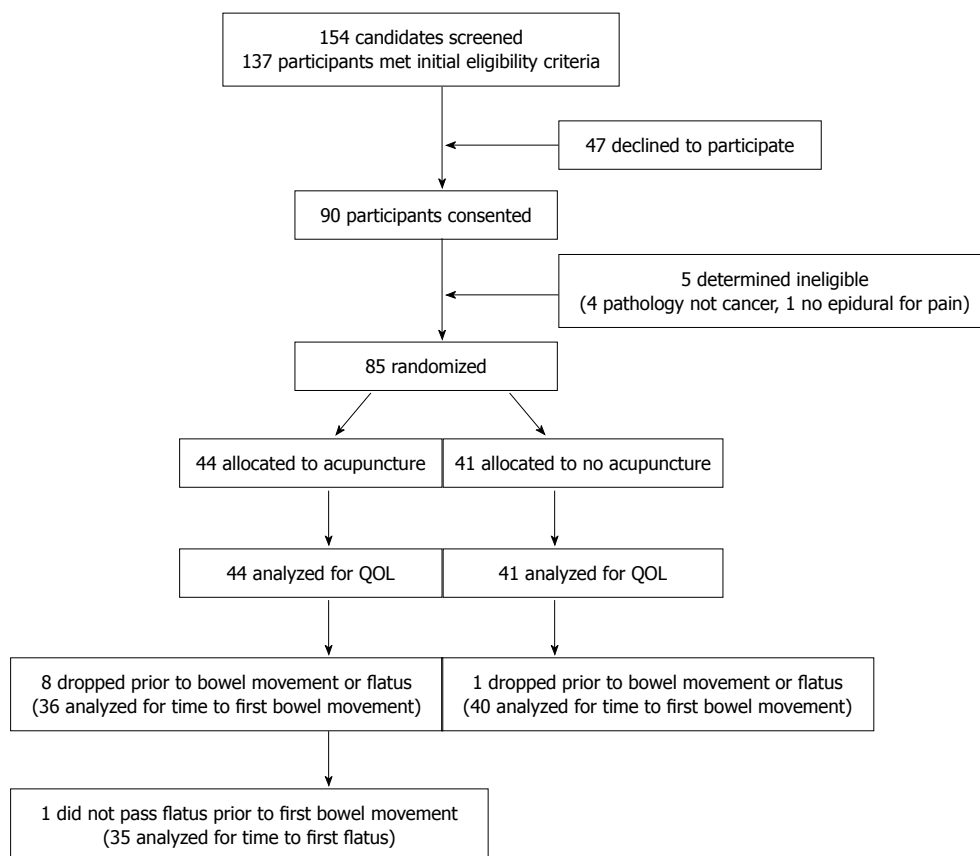 154 candidates screened
137 participants met initial eligibility criteria
47 declined to participate
90 participants consented
5 determined ineligible
(4 pathology not cancer, 1 no epidural for pain)
85 randomized
44 allocated to acupuncture
41 allocated to no acupuncture
44 analyzed for QOL
41 analyzed for QOL
8 dropped prior to bowel movement or flatus
(36 analyzed for time to first bowel movement)
1 dropped prior to bowel movement or flatus
(40 analyzed for time to first bowel movement)
1 did not pass flatus prior to first bowel movement
(35 analyzed for time to first flatus)